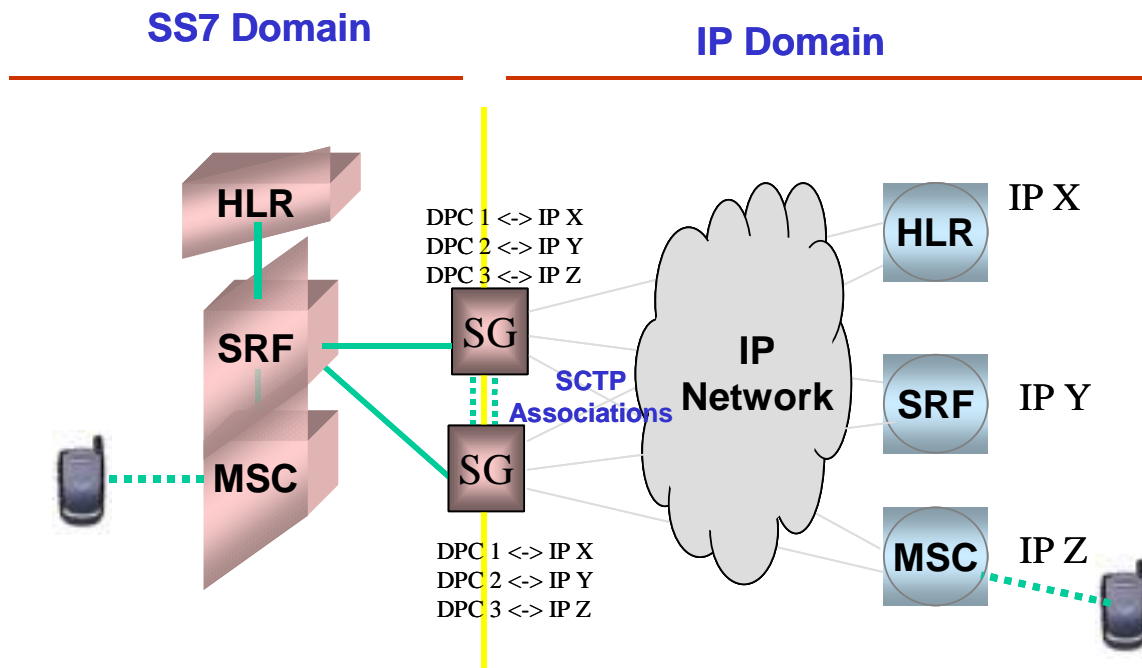 SS7 Domain
IP Domain
HLR
SRF
MSC
DPC 1 <-> IP X
DPC 2 <-> IP Y
DPC 3 <-> IP Z
SG
SG
SCTP
Associations
DPC 1 <-> IP X
DPC 2 <-> IP Y
DPC 3 <-> IP Z
IP
Network
HLR
IP X
SRF
IP Y
MSC
IP Z